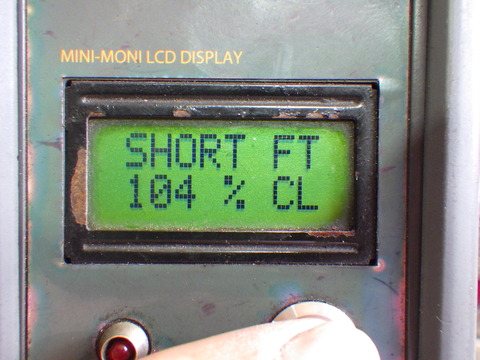 MINI-MONI LCD DISPLAY
SHORT FT
104 % CL